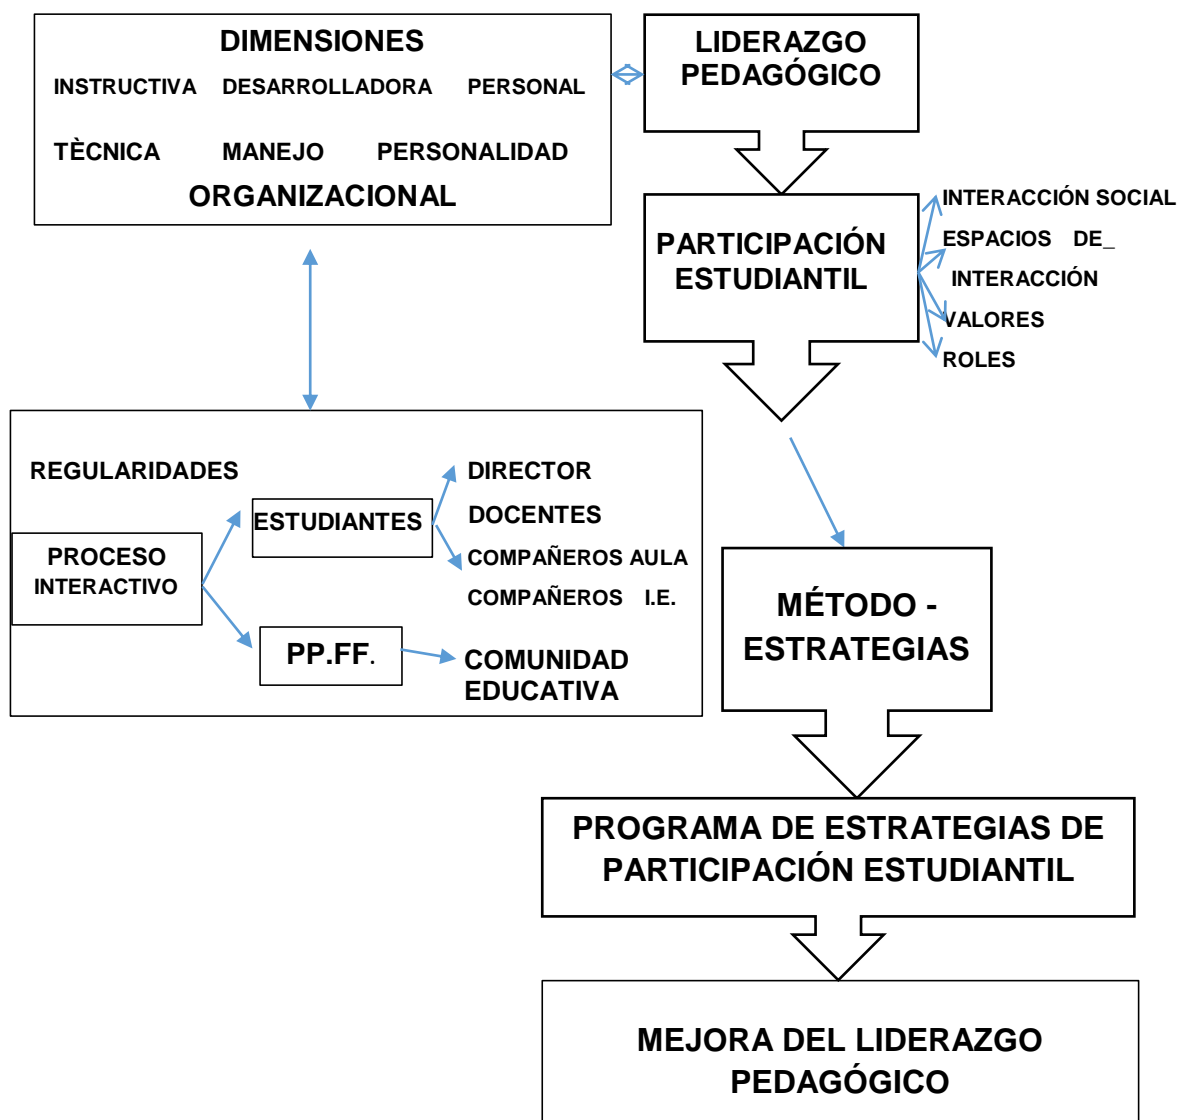 DIMENSIONES
INSTRUCTIVA DESARROLLADORA PERSONAL
TÈCNICA MANEJO PERSONALIDAD
ORGANIZACIONAL
LIDERAZGO
PEDAGÓGICO
PARTICIPACIÓN
ESTUDIANTIL
INTERACCIÓN SOCIAL
ESPACIOS DE_
INTERACCIÓN
VALORES
ROLES
REGULARIDADES
PROCESO
INTERACTIVO
ESTUDIANTES
DIRECTOR
DOCENTES
COMPAÑEROS AULA
COMPAÑEROS I.E.
PP.FF.
COMUNIDAD
EDUCATIVA
MÉTODO -
ESTRATEGIAS
PROGRAMA DE ESTRATEGIAS DE
PARTICIPACIÓN ESTUDIANTIL
MEJORA DEL LIDERAZGO
PEDAGÓGICO